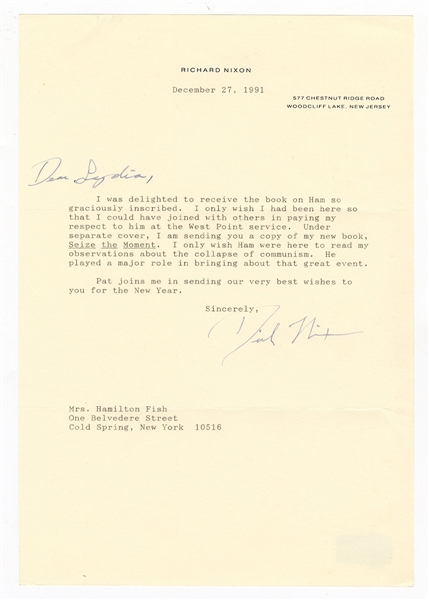 RICHARD NIXON
December 27, 1991
577 CHESTNUT RIDGE ROAD
WOODCLIFF LAKE, NEW JERSEY
Dear Lydia,
I was delighted to receive the book on Ham so
graciously inscribed. I only wish I had been here so
that I could have joined with others in paying my
respect to him at the West Point service. Under
separate cover, I am sending you a copy of my new book,
Seize the Moment. I only wish Ham were here to read my
observations about the collapse of communism. He
played a major role in bringing about that great event.
Pat joins me in sending our very best wishes to
you for the New Year.
Sincerely,
Dick Nixon
Mrs. Hamilton Fish
One Belvedere Street
Cold Spring, New York 10516